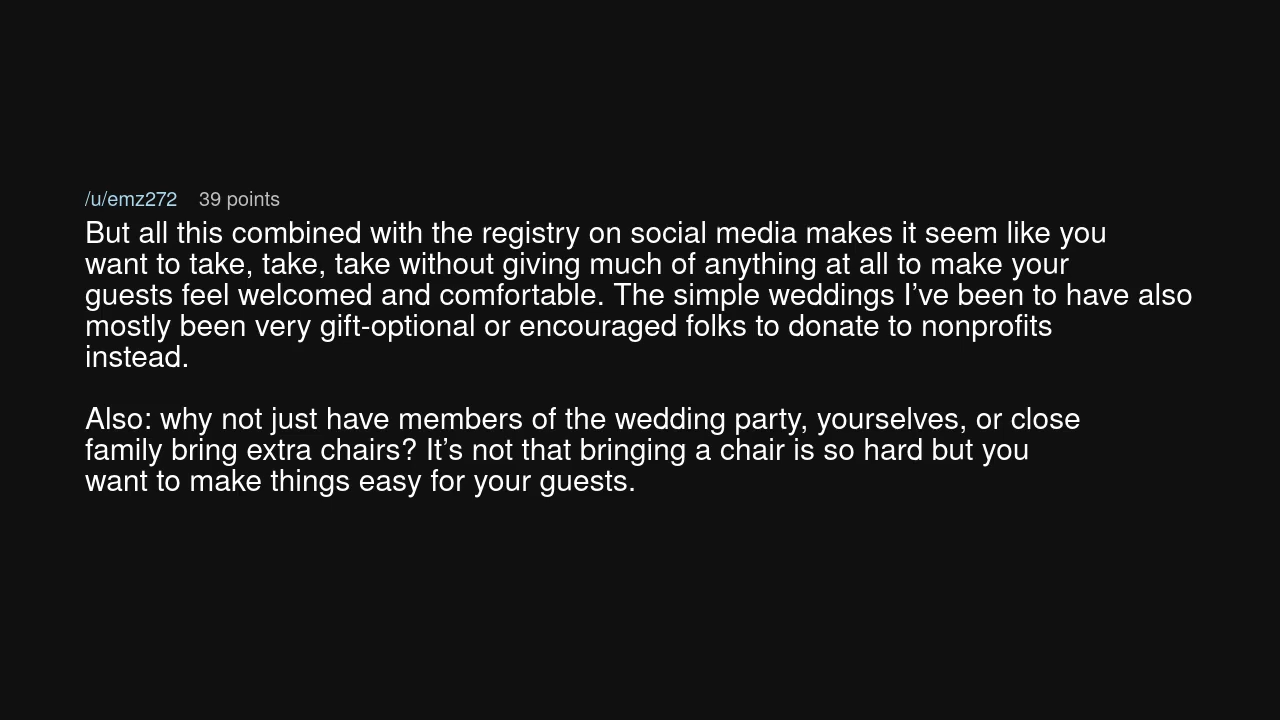 /u/emz272 39 points
But all this combined with the registry on social media makes it seem like you
want to take, take, take without giving much of anything at all to make your
guests feel welcomed and comfortable. The simple weddings I’ve been to have also
mostly been very gift-optional or encouraged folks to donate to nonprofits
instead.
Also: why not just have members of the wedding party, yourselves, or close
family bring extra chairs? It’s not that bringing a chair is so hard but you
want to make things easy for your guests.